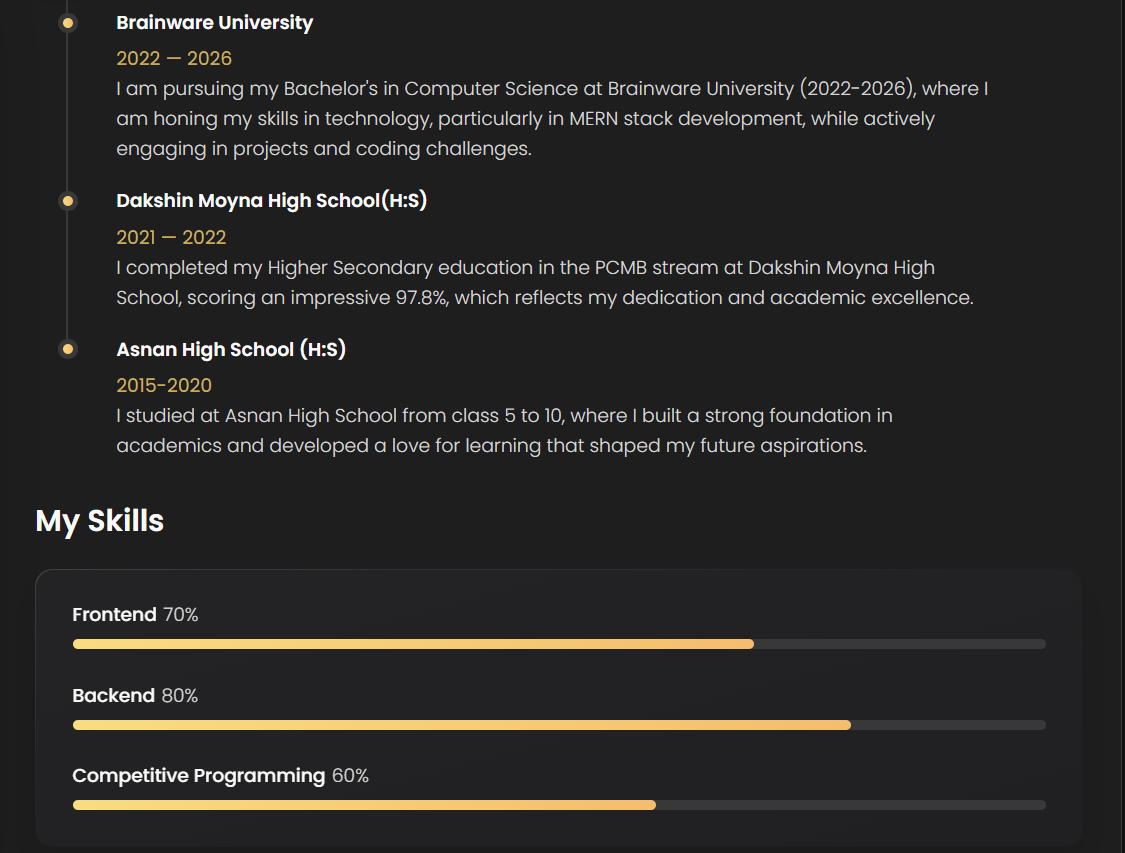 Brainware University
2022 — 2026
I am pursuing my Bachelor's in Computer Science at Brainware University (2022-2026), where I
am honing my skills in technology, particularly in MERN stack development, while actively
engaging in projects and coding challenges.
Dakshin Moyna High School(H:S)
2021 — 2022
I completed my Higher Secondary education in the PCMB stream at Dakshin Moyna High
School, scoring an impressive 97.8%, which reflects my dedication and academic excellence.
Asnan High School (H:S)
2015-2020
I studied at Asnan High School from class 5 to 10, where I built a strong foundation in
academics and developed a love for learning that shaped my future aspirations.
My Skills
Frontend 70%
Backend 80%
Competitive Programming 60%